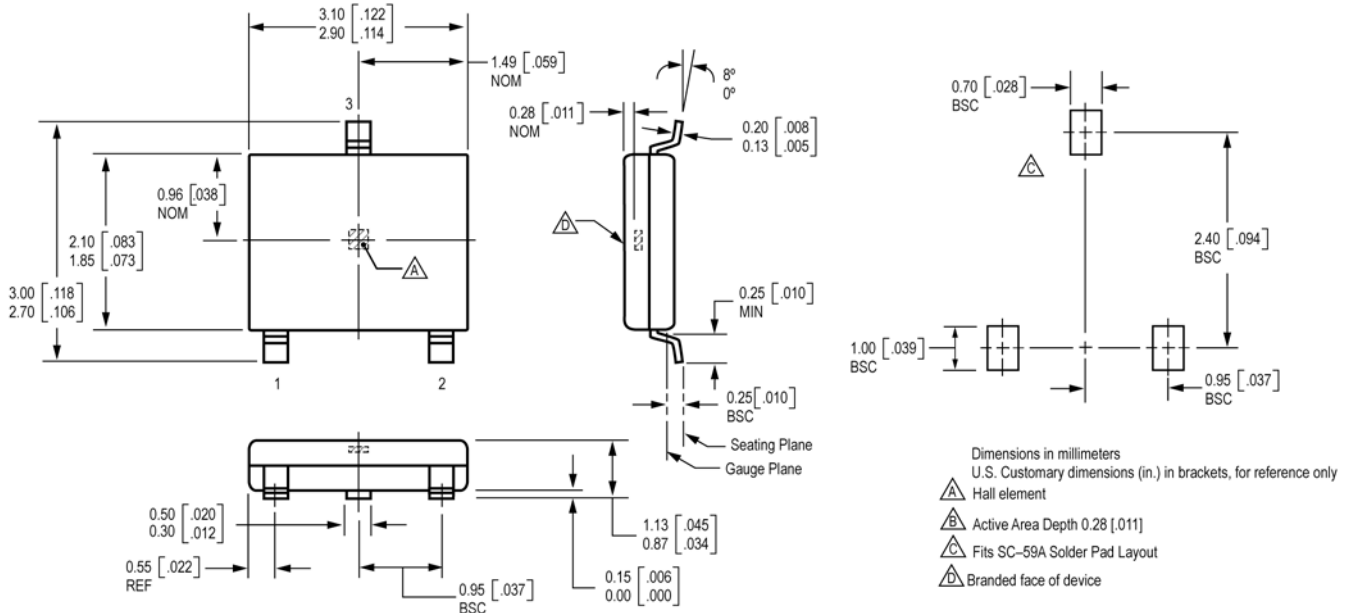 3.10 [.122]
2.90 [.114]
1.49 [.059]
NOM
3
3.00 [.118]
2.70 [.106]
2.10 [.083]
1.85 [.073]
0.96 [.038]
NOM
A
1
2
8º
0º
0.28 [.011]
NOM
0.20 [.008]
0.13 [.005]
D
0.25 [.010]
MIN
0.25 [.010]
BSC
Seating Plane
Gauge Plane
0.50 [.020]
0.30 [.012]
0.55 [.022]
REF
0.95 [.037]
BSC
1.13 [.045]
0.87 [.034]
0.15 [.006]
0.00 [.000]
0.70 [.028]
BSC
C
2.40 [.094]
BSC
1.00 [.039]
BSC
0.95 [.037]
BSC
Dimensions in millimeters
U.S. Customary dimensions (in.) in brackets, for reference only
A Hall element
B Active Area Depth 0.28 [.011]
C Fits SC–59A Solder Pad Layout
D Branded face of device